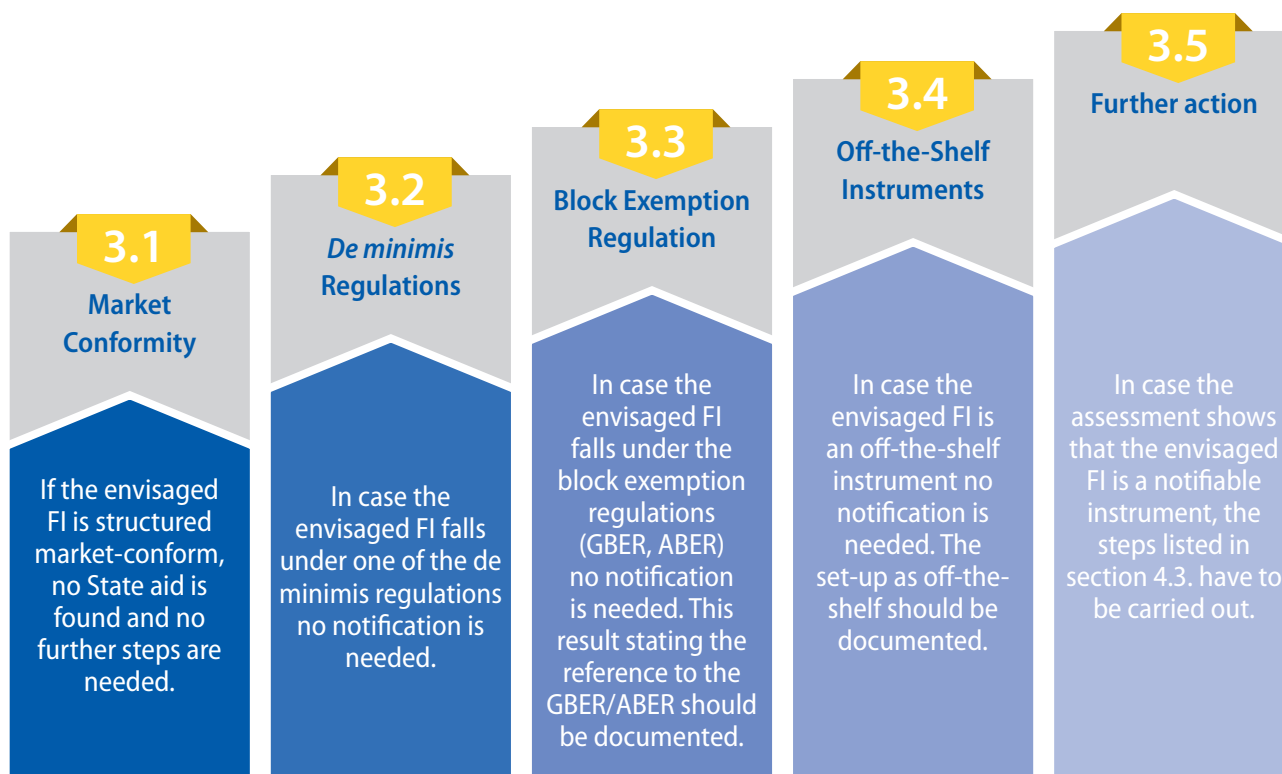 3.1
Market
Conformity
If the envisaged
FI is structured
market-conform,
no State aid is
found and no
further steps are
needed.
3.2
De minimis
Regulations
In case the
envisaged FI falls
under one of the de
minimis regulations
no notification is
needed.
3.3
Block Exemption
Regulation
In case the
envisaged FI
falls under the
block exemption
regulations
(GBER, ABER)
no notification
is needed. This
result stating the
reference to the
GBER/ABER should
be documented.
3.4
Off-the-Shelf
Instruments
In case the
envisaged FI is
an off-the-shelf
instrument no
notification is
needed. The
set-up as off-the-
shelf should be
documented.
3.5
Further action
In case the
assessment shows
that the envisaged
FI is a notifiable
instrument, the
steps listed in
section 4.3. have to
be carried out.